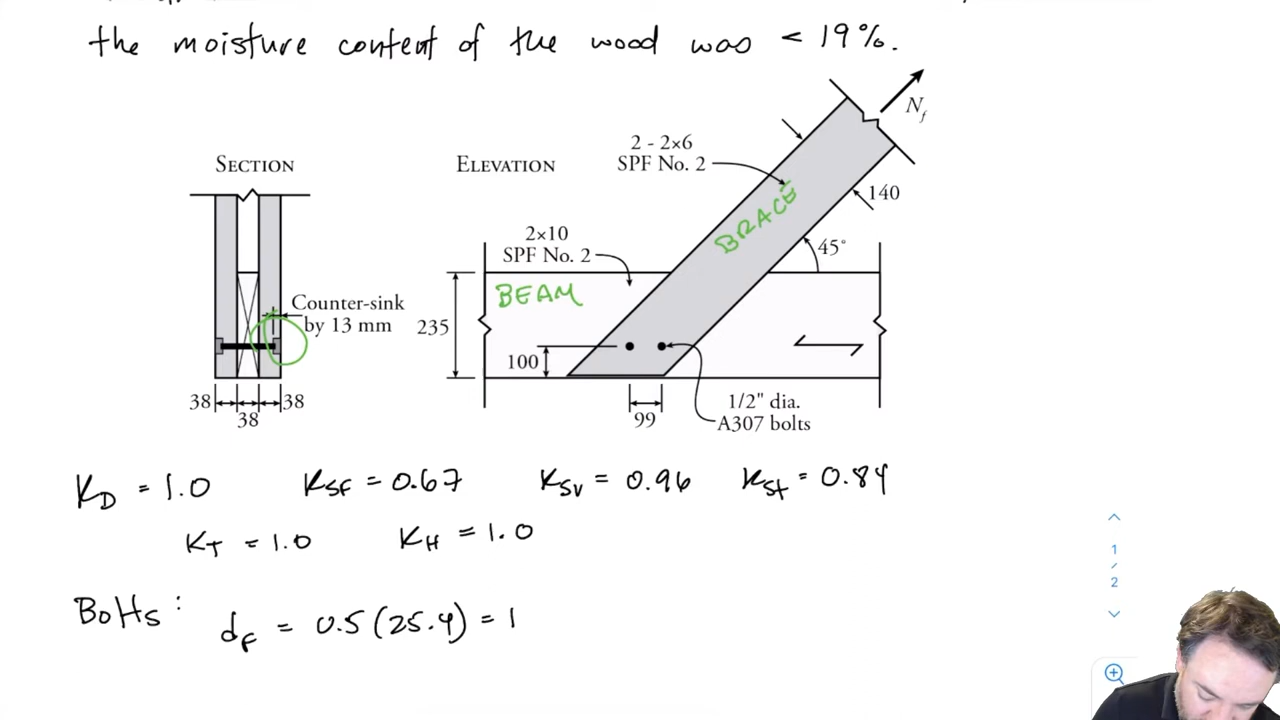 the moisture content of the wood was < 19%.
N_f
2 - 2×6
SPF No. 2
SECTION
ELEVATION
BRACE
140
2×10
SPF No. 2
45°
BEAM
Counter-sink
by 13 mm
235
100
38
38
38
99
1/2" dia.
A307 bolts
K_D = 1.0 K_SF = 0.67 K_SV = 0.96 K_St = 0.84
K_T = 1.0 K_H = 1.0
1
/
2
Bolts : d_F = 0.5 (25.4) = 1